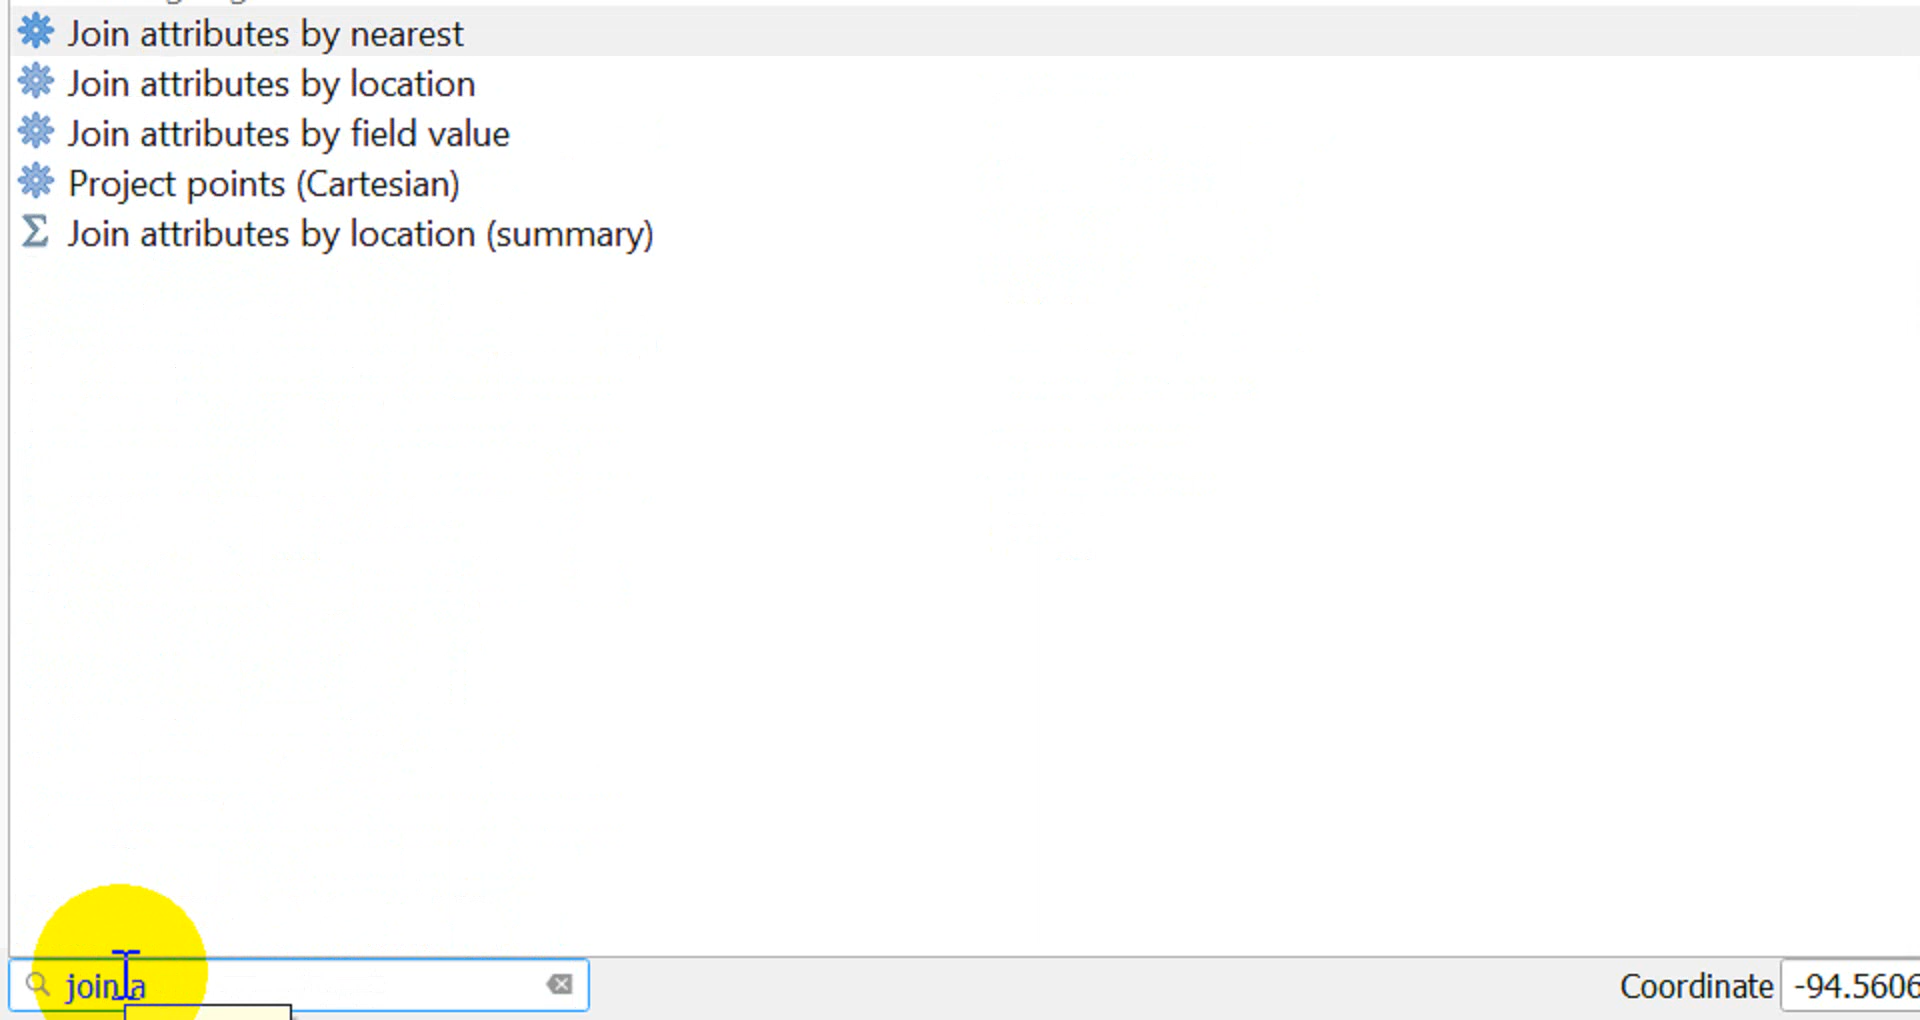 Join attributes by nearest
Join attributes by location
Join attributes by field value
Project points (Cartesian)
Σ Join attributes by location (summary)
join a
Coordinate -94.5606